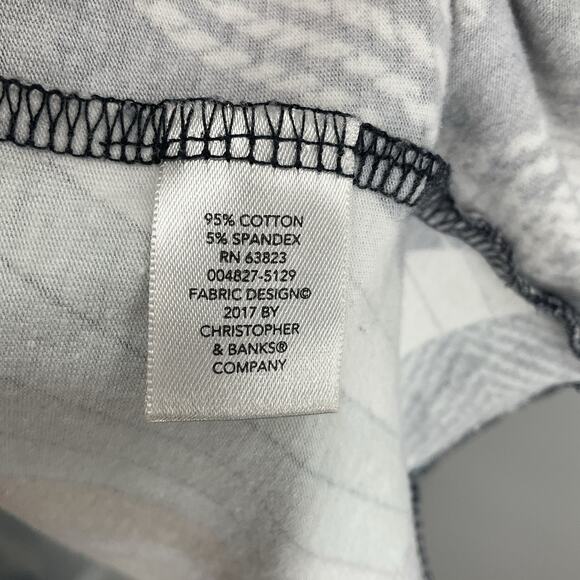 95% COTTON
5% SPANDEX
RN 63823
004827-5129
FABRIC DESIGN©
2017 BY
CHRISTOPHER
& BANKS®
COMPANY